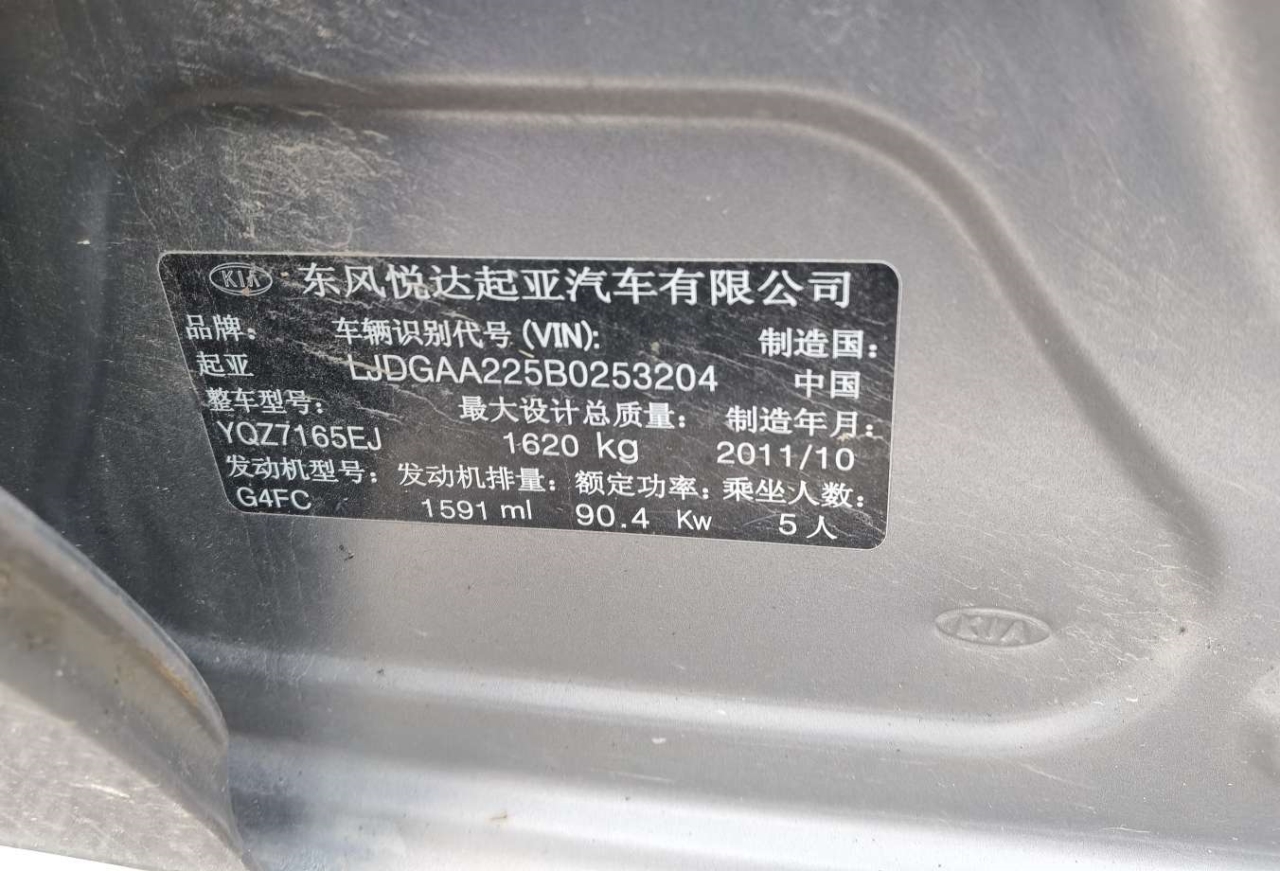 KIA 东风悦达起亚汽车有限公司
品牌: 车辆识别代号 (VIN): 制造国:
起亚 LJDGAA225B0253204 中国
整车型号: 最大设计总质量: 制造年月:
YQZ7165EJ 1620 kg 2011/10
发动机型号: 发动机排量: 额定功率: 乘坐人数:
G4FC 1591 ml 90.4 Kw 5 人
KIA